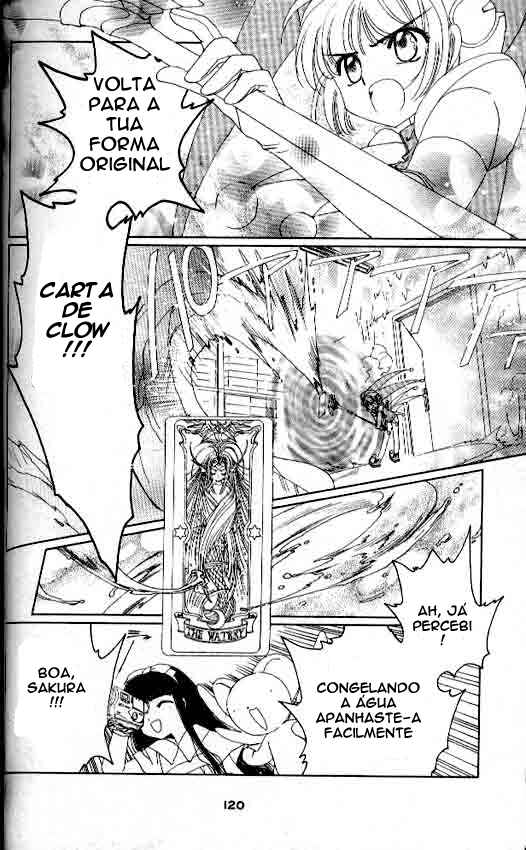 VOLTA
PARA A
TUA
FORMA
ORIGINAL
CARTA
DE
CLOW
!!!
THE WATERY
AH, JÁ
PERCEBI
!
CONGELANDO
A ÁGUA
APANHASTE-A
FACILMENTE
BOA,
SAKURA
!!!
120